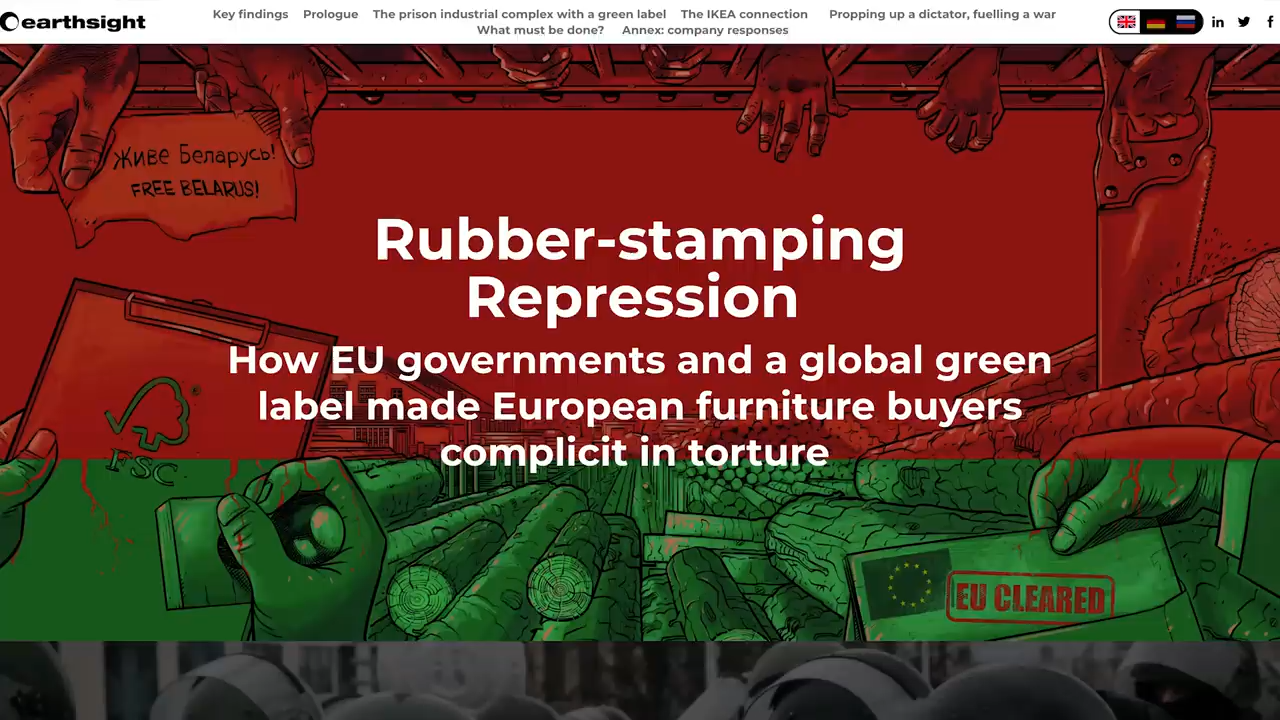 earthsight
Key findings Prologue The prison industrial complex with a green label The IKEA connection Propping up a dictator, fuelling a war
What must be done? Annex: company responses
Живе Беларусь!
FREE BELARUS!
Rubber-stamping
Repression
How EU governments and a global green
label made European furniture buyers
complicit in torture
FSC
EU CLEARED